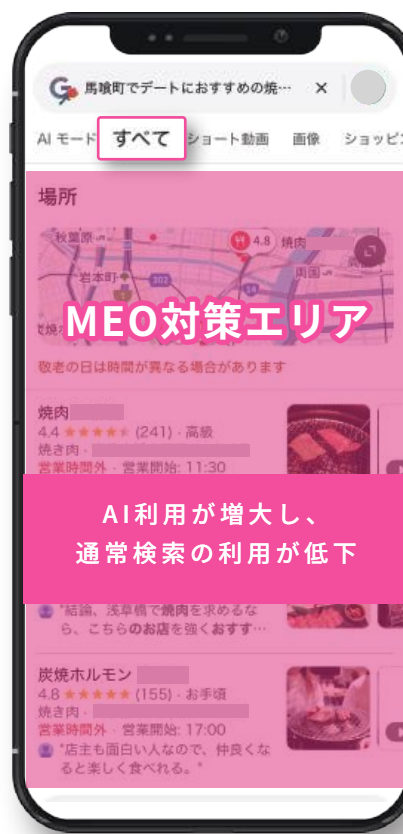 馬喰町でデートにおすすめの焼…
AI モード すべて ショート動画 画像 ショッピ
場所
秋葉原
4.8 焼肉
岩本町
302
両国
14
MEO対策エリア
敬老の日は時間が異なる場合があります
焼肉
4.4 ★★★★★ (241) · 高級
焼き肉 ·
営業時間外 · 営業開始: 11:30
AI利用が増大し、
通常検索の利用が低下
"結論、浅草橋で焼肉を求めるな
ら、こちらのお店を強くおすす…
炭焼ホルモン
4.8 ★★★★★ (155) · お手頃
焼き肉 ·
営業時間外 · 営業開始: 17:00
"店主も面白い人なので、仲良くな
ると楽しく食べれる。"